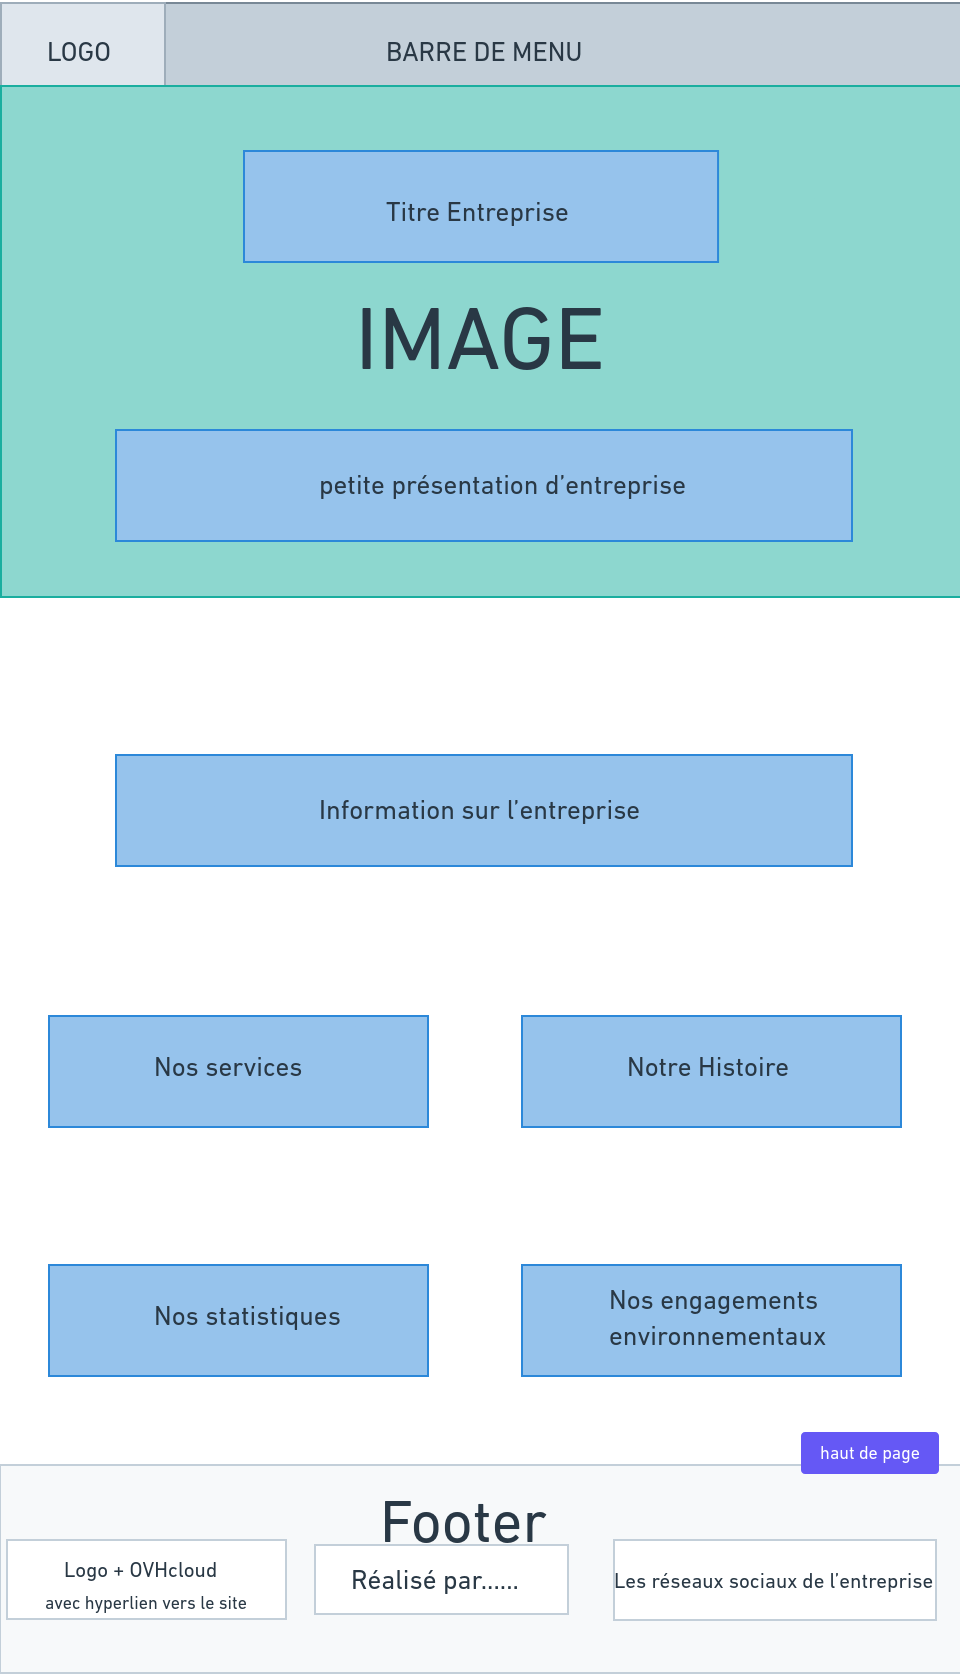 LOGO
BARRE DE MENU
Titre Entreprise
IMAGE
petite présentation d’entreprise
Information sur l’entreprise
Nos services
Notre Histoire
Nos statistiques
Nos engagements
environnementaux
haut de page
Footer
Logo + OVHcloud
avec hyperlien vers le site
Réalisé par......
Les réseaux sociaux de l’entreprise